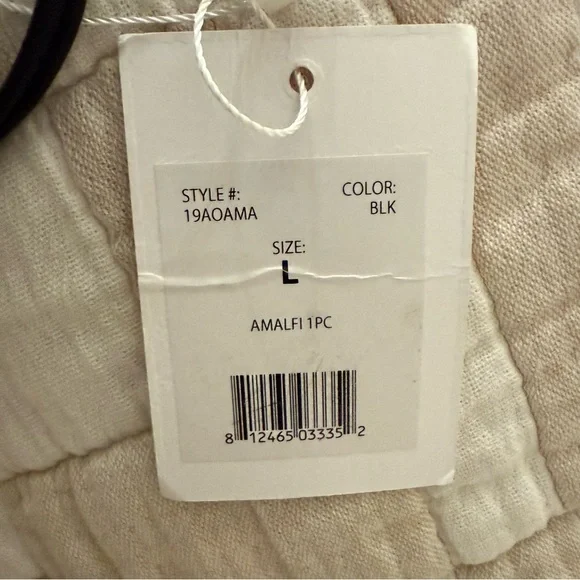 STYLE #: COLOR:
19AOAMA BLK
SIZE:
L
AMALFI 1PC
8 12465 03335 2